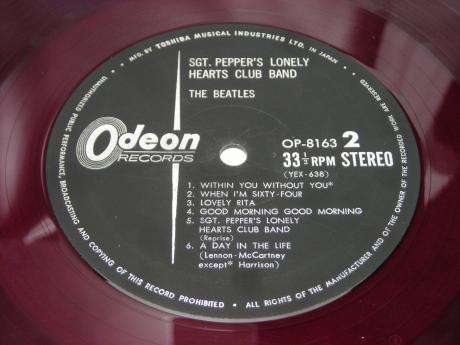 MFG. BY TOSHIBA MUSICAL INDUSTRIES LTD. IN JAPAN •
ALL RIGHTS OF THE MANUFACTURER AND OF THE OWNER OF THE RECORDED WORK ARE RESERVED
UNAUTHORIZED PUBLIC PERFORMANCE, BROADCASTING AND COPYING OF THIS RECORD PROHIBITED •
SGT. PEPPER'S LONELY
HEARTS CLUB BAND
THE BEATLES
Odeon
RECORDS
OP-8163 2
33 1/3 RPM STEREO
(YEX-638)
1. WITHIN YOU WITHOUT YOU*
2. WHEN I'M SIXTY-FOUR
3. LOVELY RITA
4. GOOD MORNING GOOD MORNING
5. SGT. PEPPER'S LONELY
HEARTS CLUB BAND
(Reprise)
6. A DAY IN THE LIFE
(Lennon-McCartney
except* Harrison)